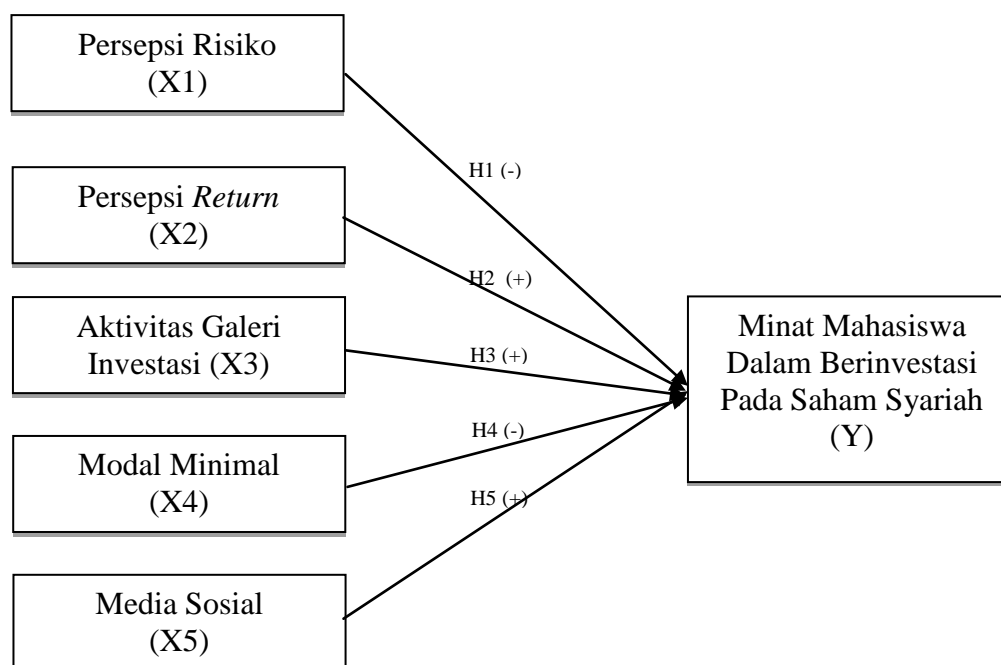 Persepsi Risiko
(X1)
H1 (-)
Persepsi Return
(X2)
H2 (+)
Aktivitas Galeri
Investasi (X3)
H3 (+)
Minat Mahasiswa
Dalam Berinvestasi
Pada Saham Syariah
(Y)
Modal Minimal
(X4)
H4 (-)
H5 (+)
Media Sosial
(X5)